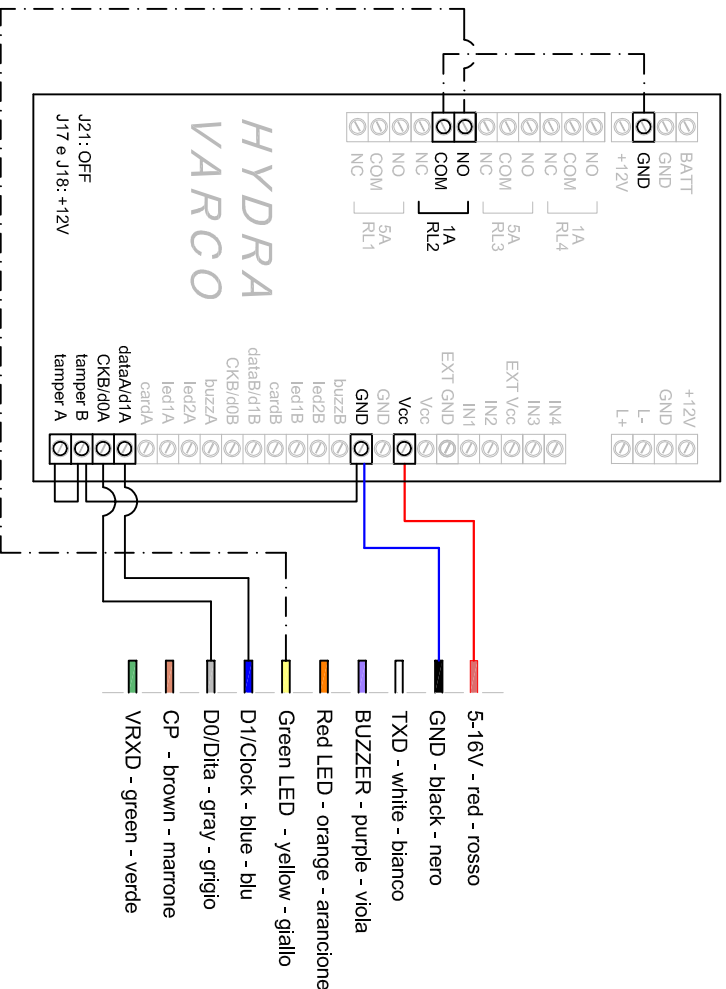 HYDRA
VARCO
J21: OFF
J17 e J18: +12V
BATT
GND
GND
+12V
NO
COM
NC
1A
RL4
NO
COM
NC
5A
RL3
NO
COM
NC
1A
RL2
NO
COM
NC
5A
RL1
+12V
GND
L-
L+
IN4
IN3
EXT Vcc
IN2
IN1
EXT GND
Vcc
Vcc
GND
GND
buzzB
led2B
led1B
cardB
dataB/d1B
CKB/d0B
buzzA
led2A
led1A
cardA
dataA/d1A
CKB/d0A
tamper B
tamper A
5-16V - red - rosso
GND - black - nero
TXD - white - bianco
BUZZER - purple - viola
Red LED - orange - arancione
Green LED - yellow - giallo
D1/Clock - blue - blu
D0/Dita - gray - grigio
CP - brown - marrone
VRXD - green - verde